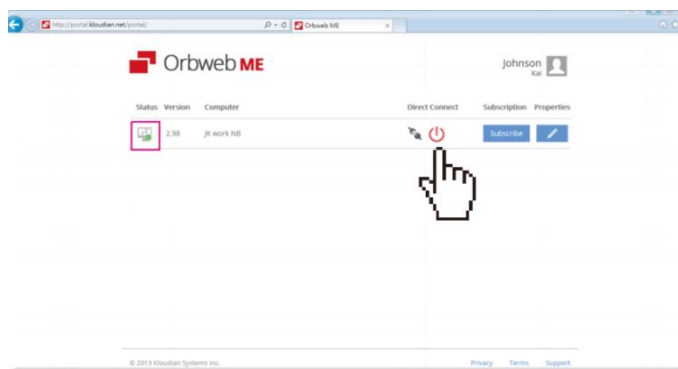 http://portal.kloudian.net/portal/
Orbweb ME
Orbweb ME
Johnson
Kai
Status Version Computer Direct Connect Subscription Properties
2.98 JK work NB Subscribe
© 2013 Kloudian Systems Inc. Privacy Terms Support